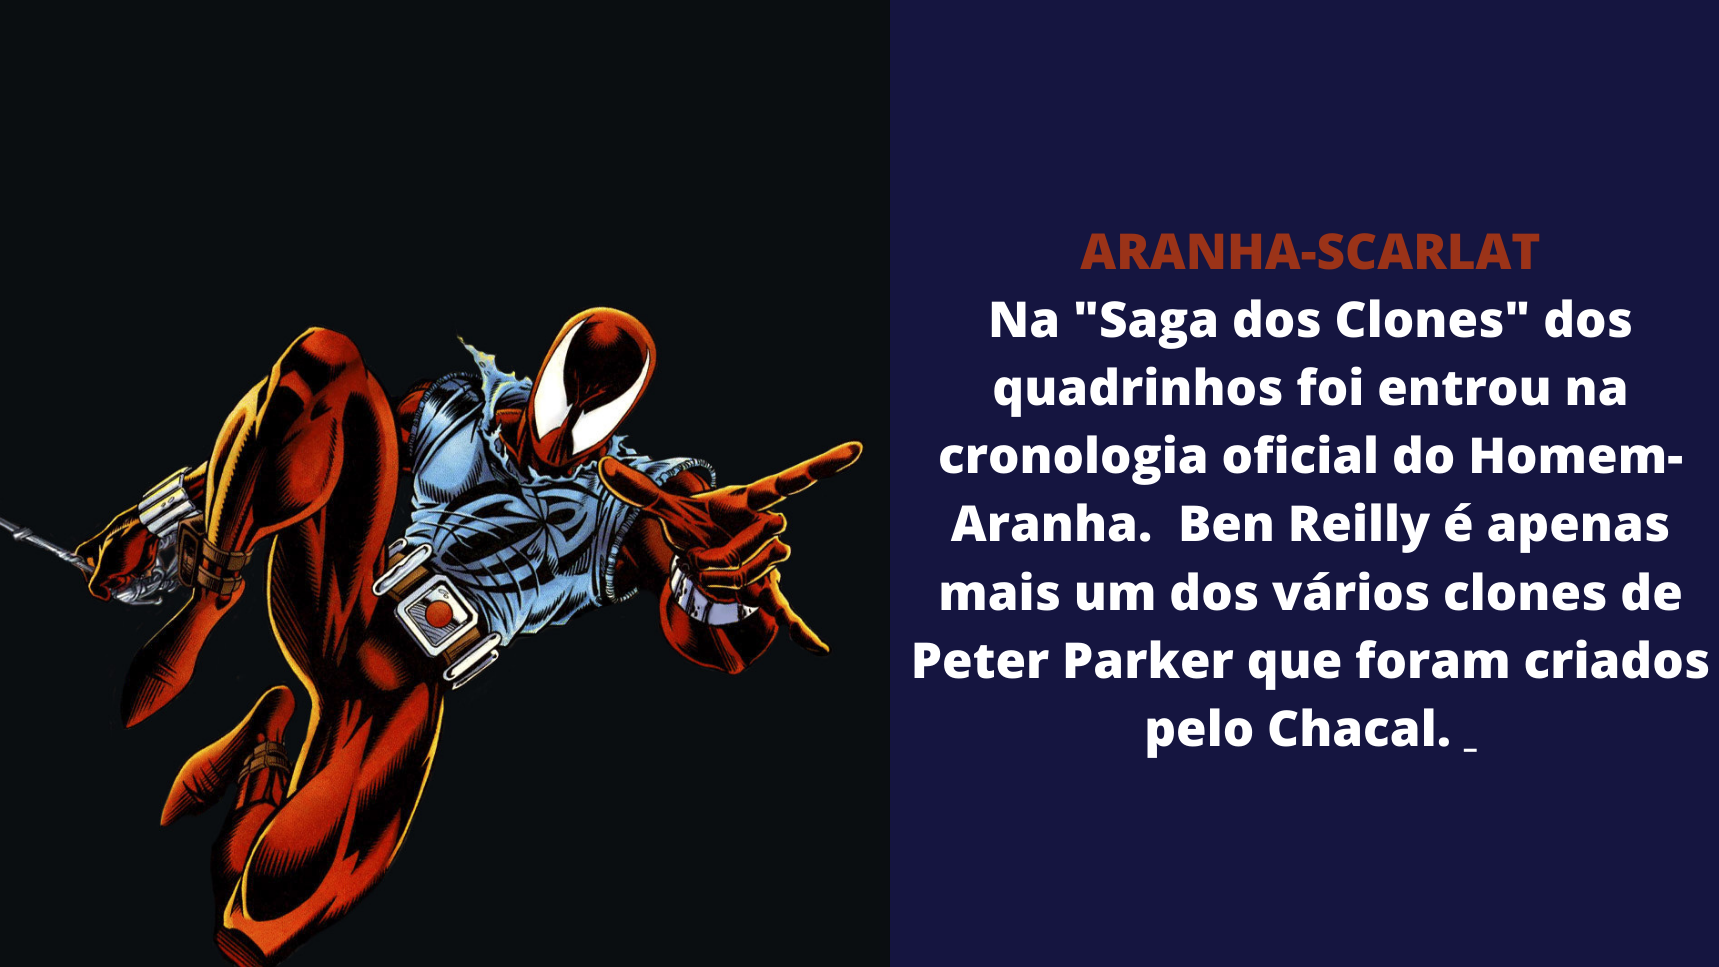 ARANHA-SCARLAT
Na "Saga dos Clones" dos
quadrinhos foi entrou na
cronologia oficial do Homem-
Aranha.  Ben Reilly é apenas
mais um dos vários clones de
Peter Parker que foram criados
pelo Chacal. _